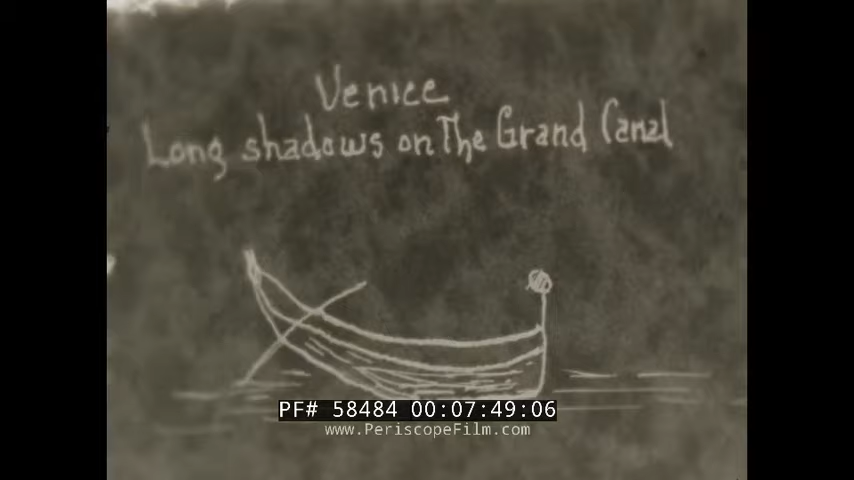 Venice
Long shadows on The Grand Canal
PF# 58484 00:07:49:06
www.PeriscopeFilm.com